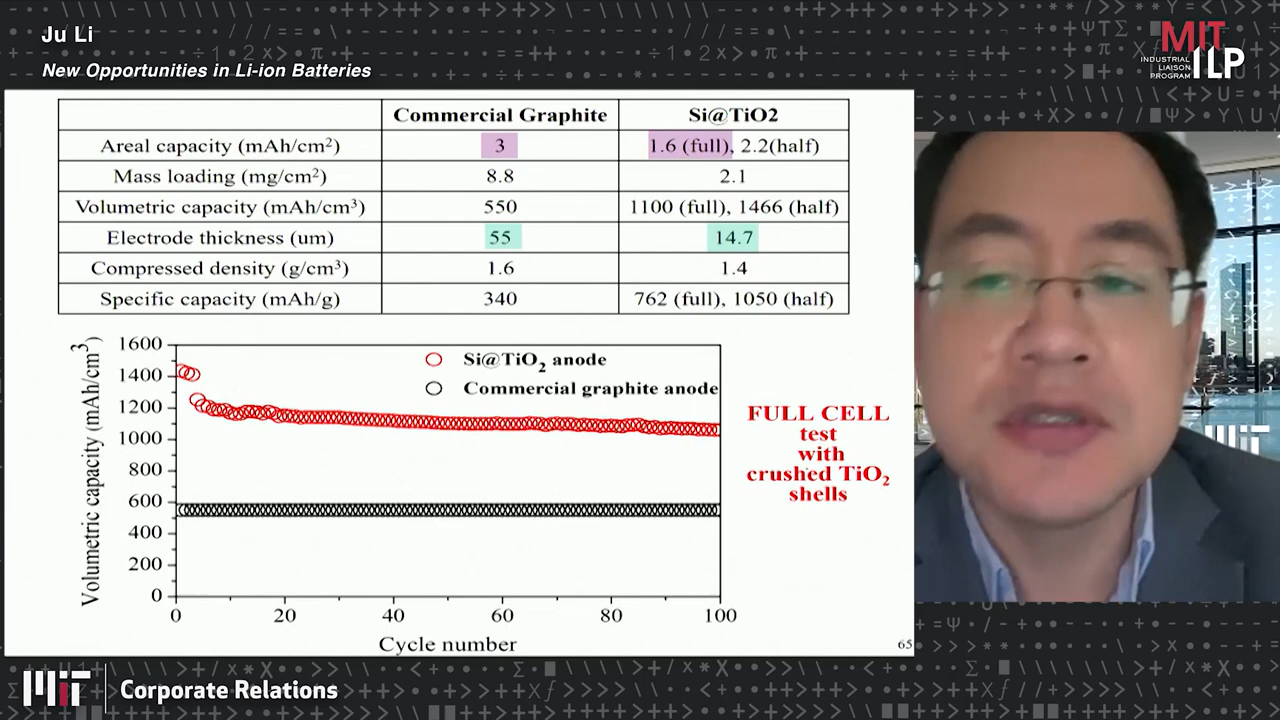 Ju Li
New Opportunities in Li-ion Batteries
MIT
INDUSTRIAL
LIAISON
PROGRAM
ILP
Commercial Graphite Si@TiO2
Areal capacity (mAh/cm²) 3 1.6 (full), 2.2(half)
Mass loading (mg/cm²) 8.8 2.1
Volumetric capacity (mAh/cm³) 550 1100 (full), 1466 (half)
Electrode thickness (um) 55 14.7
Compressed density (g/cm³) 1.6 1.4
Specific capacity (mAh/g) 340 762 (full), 1050 (half)
Volumetric capacity (mAh/cm³)
1600
1400
1200
1000
800
600
400
200
0
Si@TiO₂ anode
Commercial graphite anode
0 20 40 60 80 100
Cycle number
FULL CELL
test
with
crushed TiO₂
shells
65
MIT
MIT
Corporate Relations